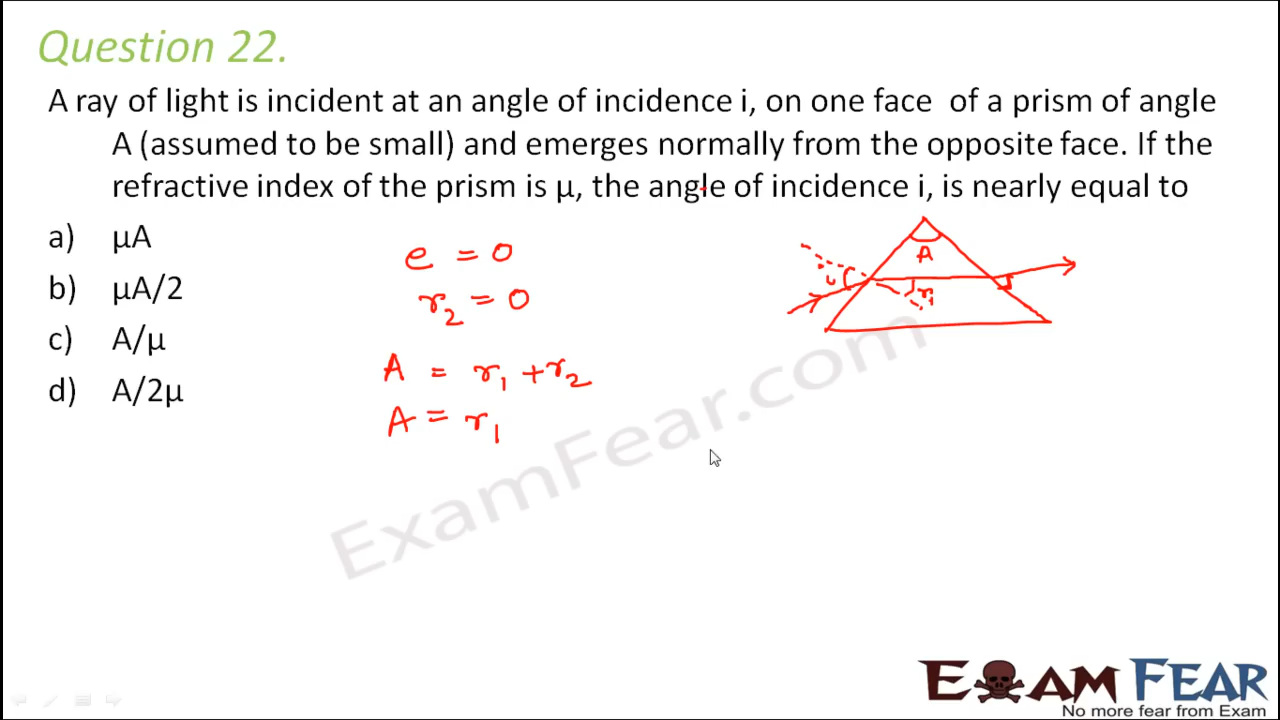 Question 22.
A ray of light is incident at an angle of incidence i, on one face of a prism of angle
A (assumed to be small) and emerges normally from the opposite face. If the
refractive index of the prism is μ, the angle of incidence i, is nearly equal to
a) μA
b) μA/2
c) A/μ
d) A/2μ
e = 0
r₂ = 0
A = r₁ + r₂
A = r₁
A
i
r₁
ExamFear.com
EXAM FEAR
No more fear from Exam